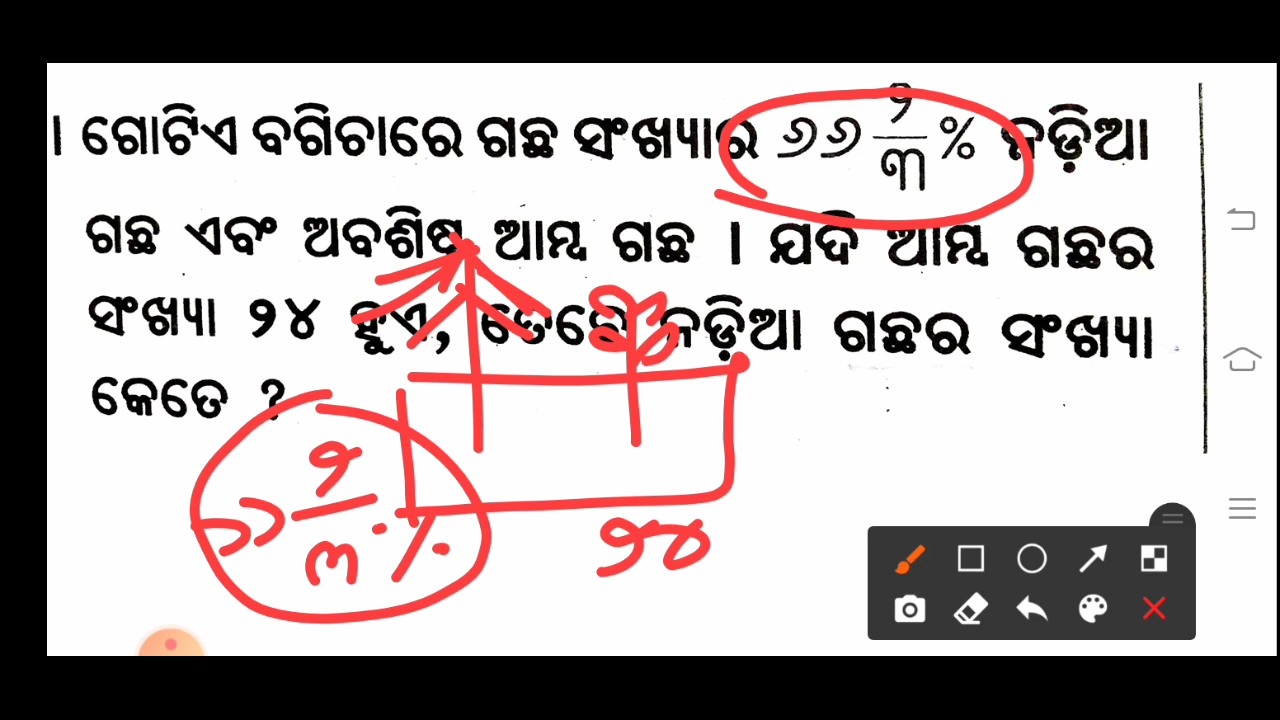 । ଗୋଟିଏ ବଗିଚାରେ ଗଛ ସଂଖ୍ୟାର ୬୬ ୨/୩ % ନଡ଼ିଆ
ଗଛ ଏବଂ ଅବଶିଷ୍ଟ ଆମ୍ଭ ଗଛ । ଯଦି ଆମ୍ଭ ଗଛର
ସଂଖ୍ୟା ୨୪ ହୁଏ, ତେବେ ନଡ଼ିଆ ଗଛର ସଂଖ୍ୟା
କେତେ ?
୬୬ ୨/୩ %
୨୪